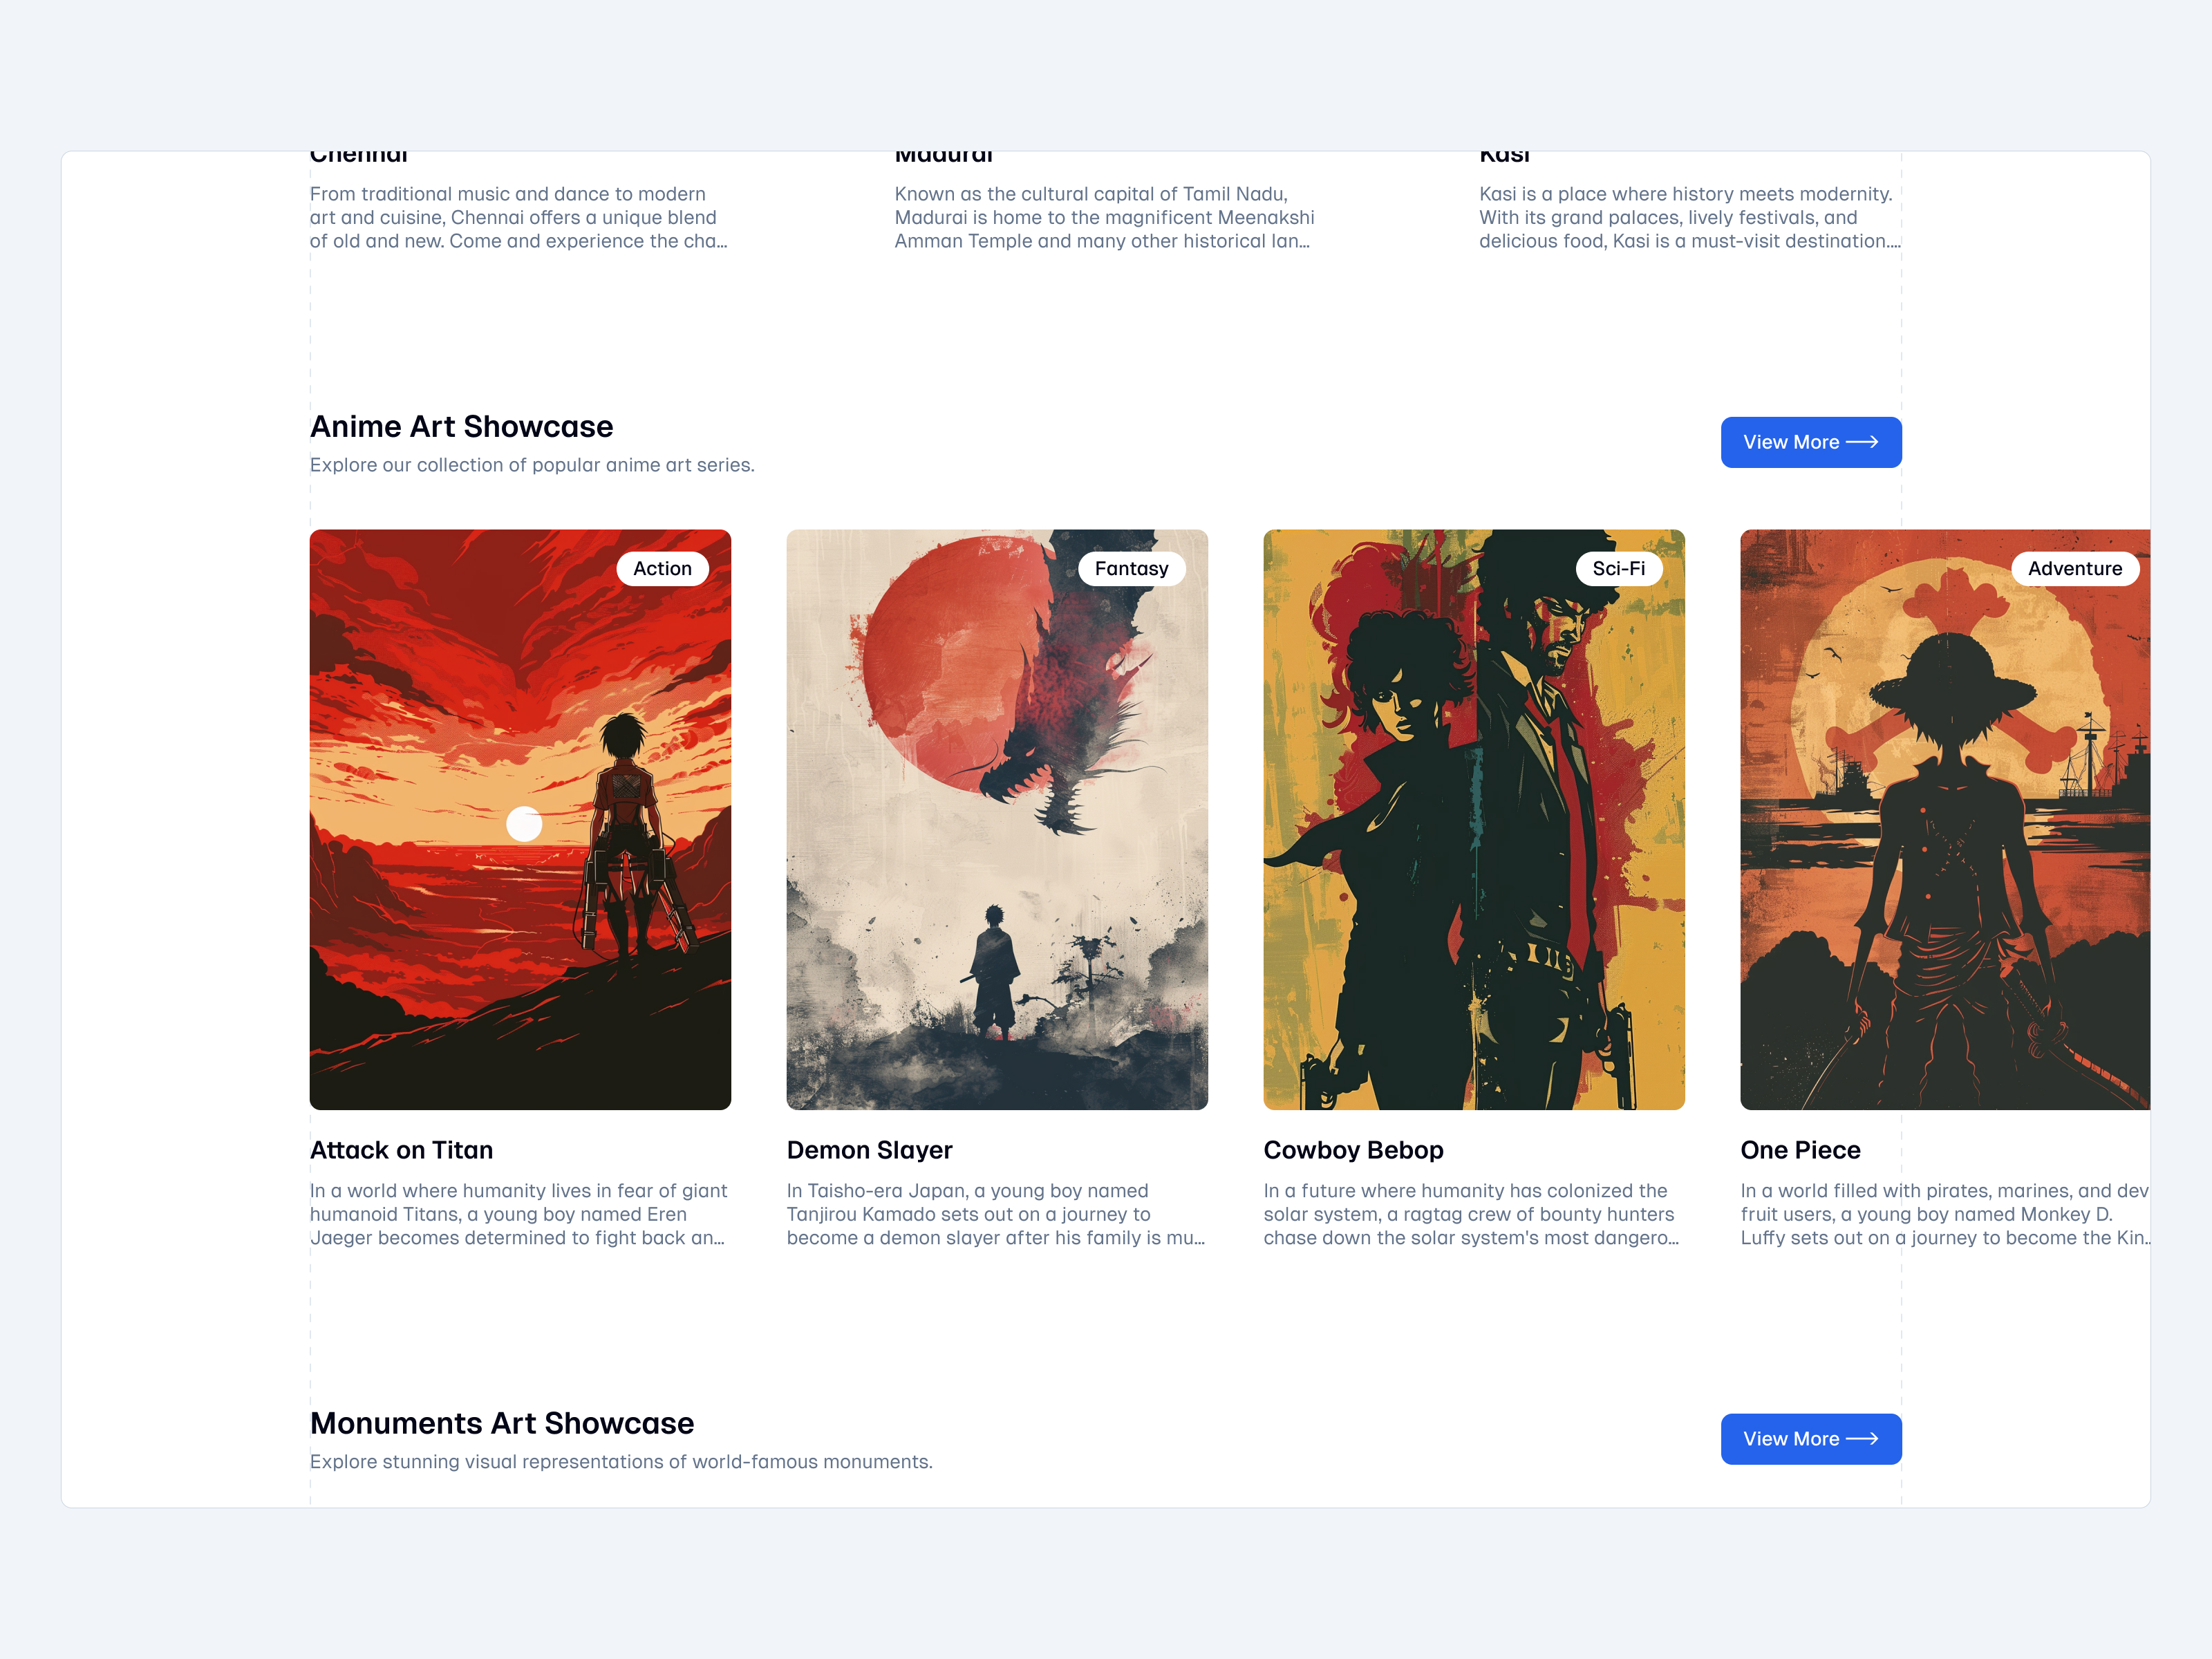 Chennai
From traditional music and dance to modern
art and cuisine, Chennai offers a unique blend
of old and new. Come and experience the cha...
Madurai
Known as the cultural capital of Tamil Nadu,
Madurai is home to the magnificent Meenakshi
Amman Temple and many other historical lan...
Kasi
Kasi is a place where history meets modernity.
With its grand palaces, lively festivals, and
delicious food, Kasi is a must-visit destination....
Anime Art Showcase
Explore our collection of popular anime art series.
View More
Action
Attack on Titan
In a world where humanity lives in fear of giant
humanoid Titans, a young boy named Eren
Jaeger becomes determined to fight back an...
Fantasy
Demon Slayer
In Taisho-era Japan, a young boy named
Tanjirou Kamado sets out on a journey to
become a demon slayer after his family is mu...
Sci-Fi
Cowboy Bebop
In a future where humanity has colonized the
solar system, a ragtag crew of bounty hunters
chase down the solar system's most dangero...
Adventure
One Piece
In a world filled with pirates, marines, and dev
fruit users, a young boy named Monkey D.
Luffy sets out on a journey to become the Kin..
Monuments Art Showcase
Explore stunning visual representations of world-famous monuments.
View More